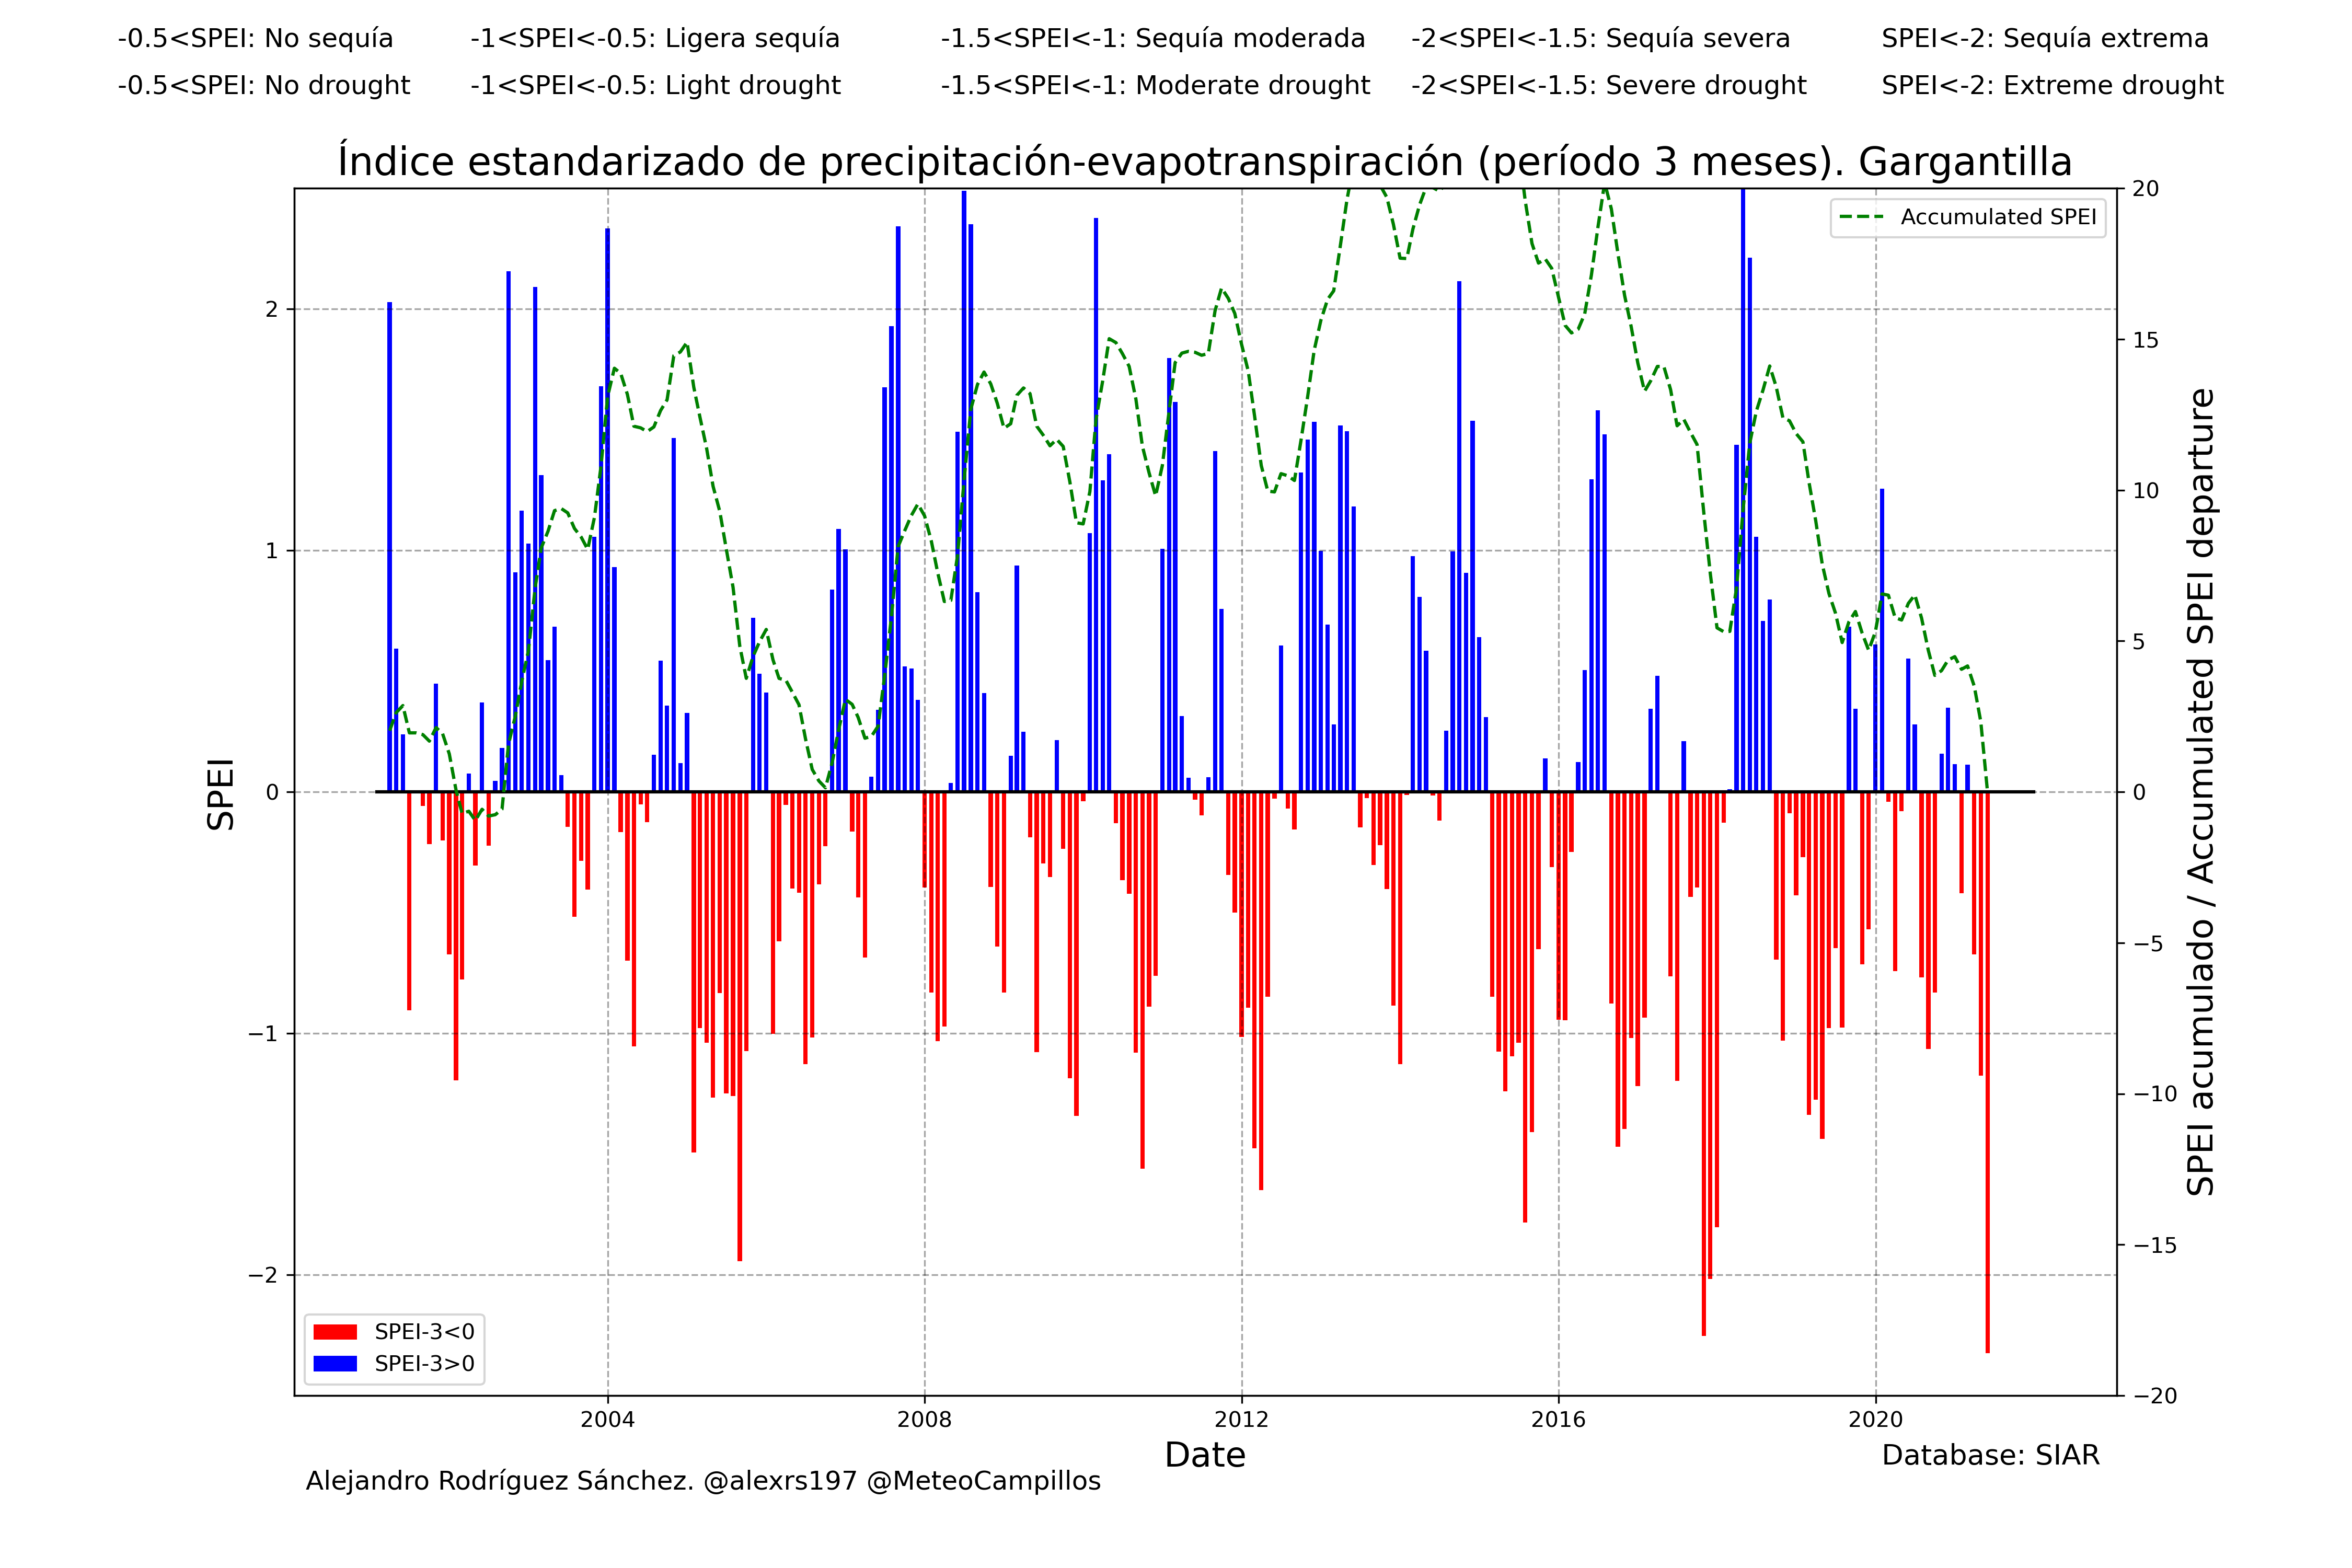 -0.5<SPEI: No sequía -1<SPEI<-0.5: Ligera sequía -1.5<SPEI<-1: Sequía moderada -2<SPEI<-1.5: Sequía severa SPEI<-2: Sequía extrema
-0.5<SPEI: No drought -1<SPEI<-0.5: Light drought -1.5<SPEI<-1: Moderate drought -2<SPEI<-1.5: Severe drought SPEI<-2: Extreme drought
Índice estandarizado de precipitación-evapotranspiración (período 3 meses). Gargantilla
Accumulated SPEI
SPEI
2
1
0
−1
−2
20
15
10
5
0
−5
−10
−15
−20
SPEI acumulado / Accumulated SPEI departure
SPEI-3<0
SPEI-3>0
2004 2008 2012 2016 2020
Date
Database: SIAR
Alejandro Rodríguez Sánchez. @alexrs197 @MeteoCampillos